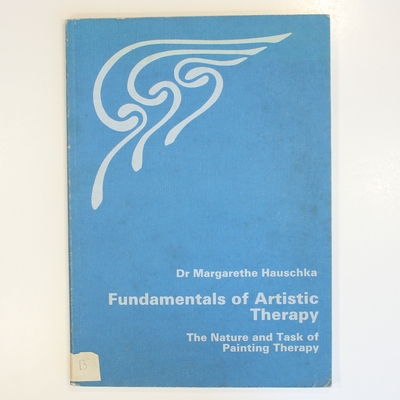 Dr Margarethe Hauschka
Fundamentals of Artistic
Therapy
The Nature and Task of
Painting Therapy